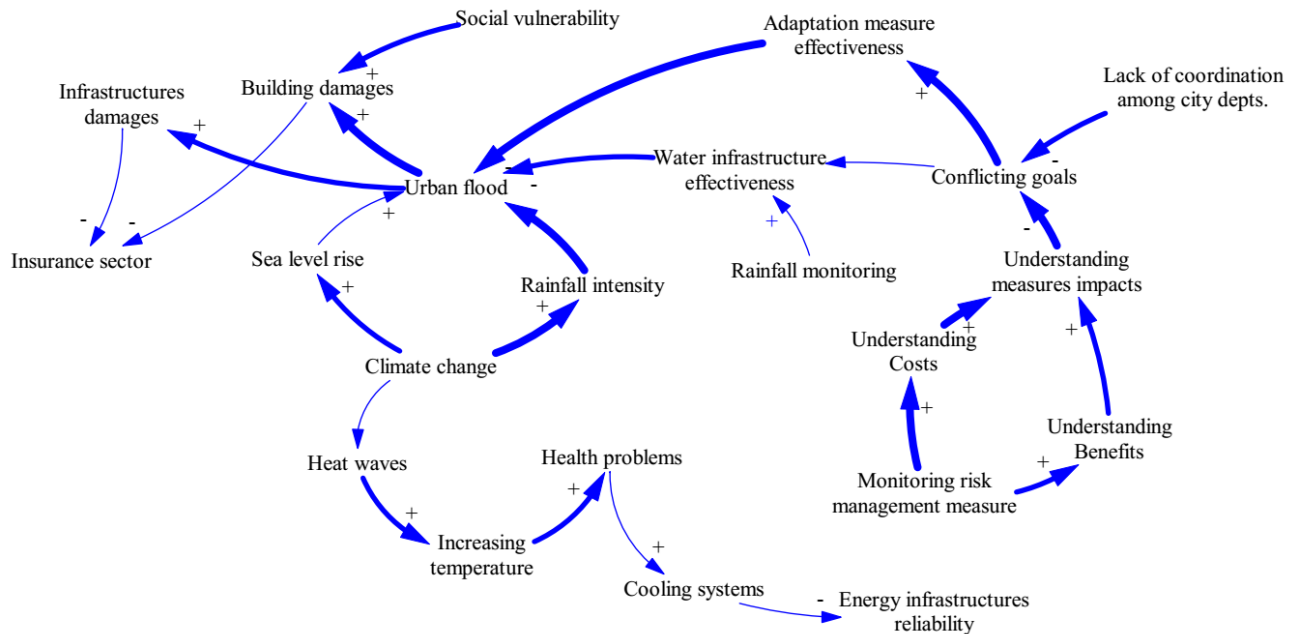 Social vulnerability
Adaptation measure
effectiveness
Lack of coordination
among city depts.
Infrastructures
damages
Building damages
+
+
+
+
-
Water infrastructure
effectiveness
Conflicting goals
Urban flood
-
-
+
+
-
-
-
Insurance sector
Sea level rise
Rainfall intensity
Rainfall monitoring
Understanding
measures impacts
+
+
+
+
Understanding
Costs
Climate change
+
Understanding
Benefits
Heat waves
Health problems
+
Monitoring risk
management measure
+
+
Increasing
temperature
+
Cooling systems
-
Energy infrastructures
reliability